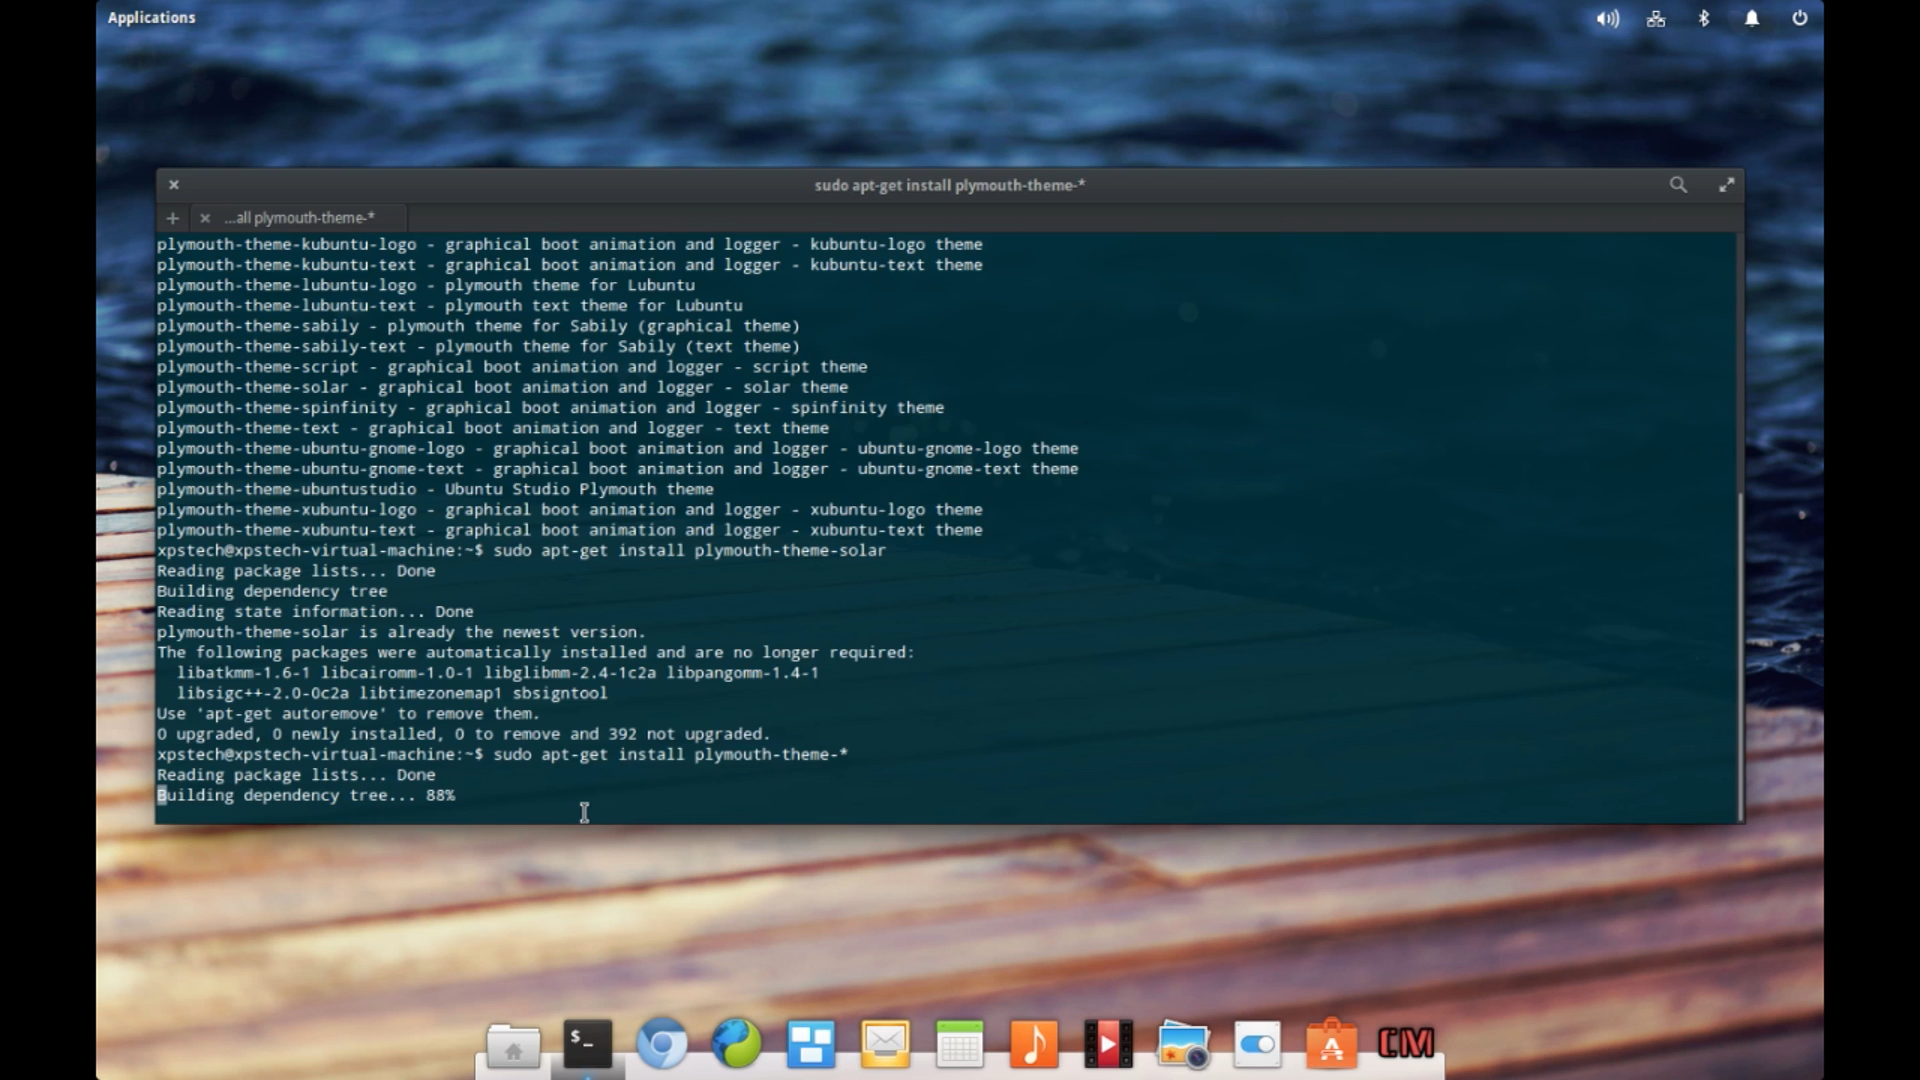 Applications
sudo apt-get install plymouth-theme-*
...all plymouth-theme-*
plymouth-theme-kubuntu-logo - graphical boot animation and logger - kubuntu-logo theme
plymouth-theme-kubuntu-text - graphical boot animation and logger - kubuntu-text theme
plymouth-theme-lubuntu-logo - plymouth theme for Lubuntu
plymouth-theme-lubuntu-text - plymouth text theme for Lubuntu
plymouth-theme-sabily - plymouth theme for Sabily (graphical theme)
plymouth-theme-sabily-text - plymouth theme for Sabily (text theme)
plymouth-theme-script - graphical boot animation and logger - script theme
plymouth-theme-solar - graphical boot animation and logger - solar theme
plymouth-theme-spinfinity - graphical boot animation and logger - spinfinity theme
plymouth-theme-text - graphical boot animation and logger - text theme
plymouth-theme-ubuntu-gnome-logo - graphical boot animation and logger - ubuntu-gnome-logo theme
plymouth-theme-ubuntu-gnome-text - graphical boot animation and logger - ubuntu-gnome-text theme
plymouth-theme-ubuntustudio - Ubuntu Studio Plymouth theme
plymouth-theme-xubuntu-logo - graphical boot animation and logger - xubuntu-logo theme
plymouth-theme-xubuntu-text - graphical boot animation and logger - xubuntu-text theme
xpstech@xpstech-virtual-machine:~$ sudo apt-get install plymouth-theme-solar
Reading package lists... Done
Building dependency tree
Reading state information... Done
plymouth-theme-solar is already the newest version.
The following packages were automatically installed and are no longer required:
libatkmm-1.6-1 libcairomm-1.0-1 libglibmm-2.4-1c2a libpangomm-1.4-1
libsigc++-2.0-0c2a libtimezonemap1 sbsigntool
Use 'apt-get autoremove' to remove them.
0 upgraded, 0 newly installed, 0 to remove and 392 not upgraded.
xpstech@xpstech-virtual-machine:~$ sudo apt-get install plymouth-theme-*
Reading package lists... Done
Building dependency tree... 88%
$_
A
CM